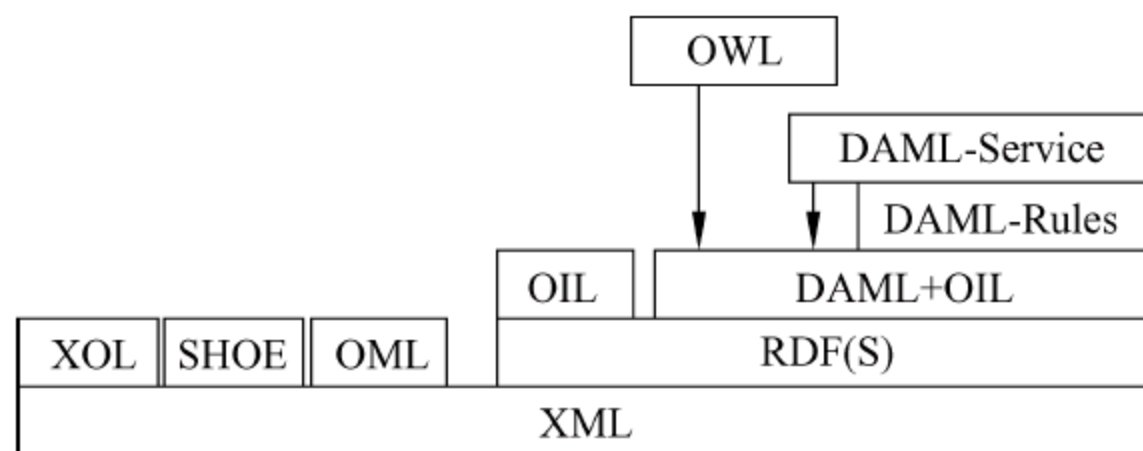 OWL
DAML-Service
DAML-Rules
OIL
DAML+OIL
XOL
SHOE
OML
RDF(S)
XML